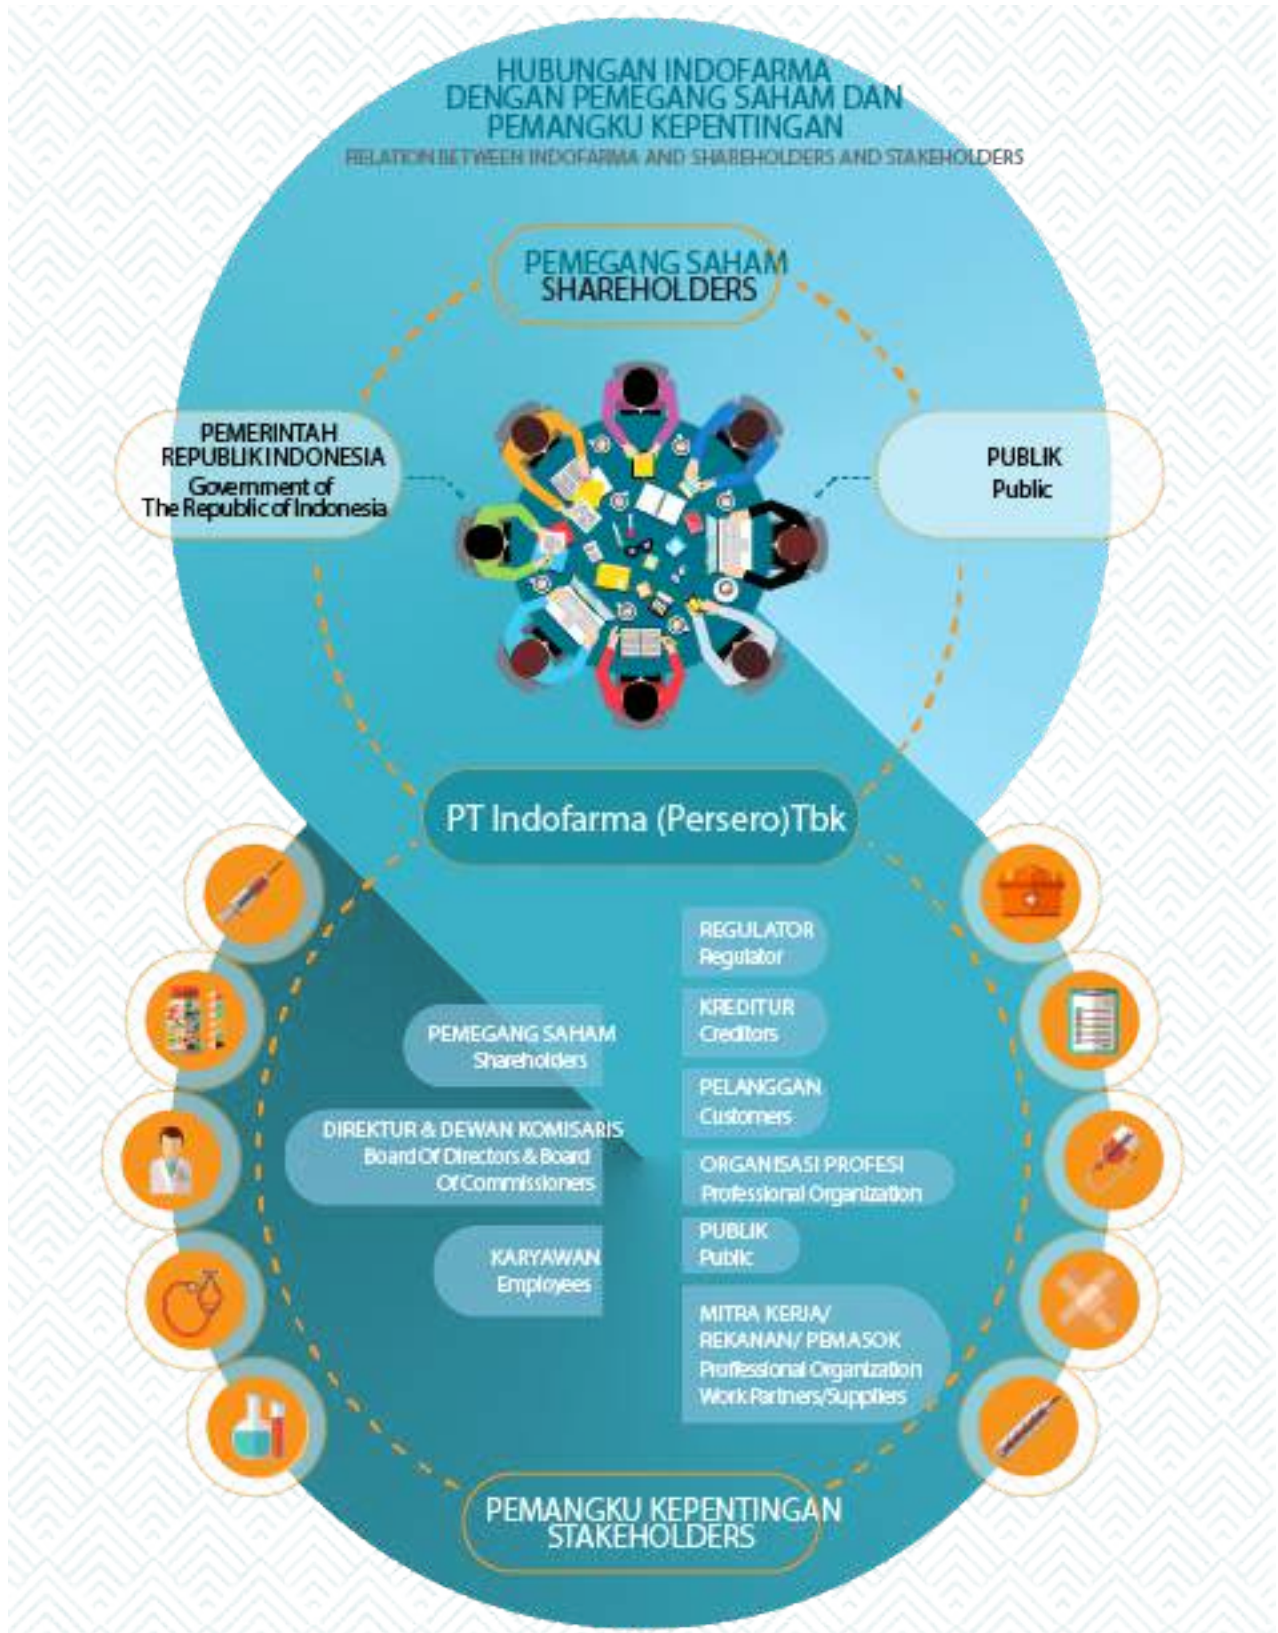 HUBUNGAN INDOFARMA
DENGAN PEMEGANG SAHAM DAN
PEMANGKU KEPENTINGAN
RELATION BETWEEN INDOFARMA AND SHAREHOLDERS AND STAKEHOLDERS
PEMEGANG SAHAM
SHAREHOLDERS
PEMERINTAH
REPUBLIK INDONESIA
Government of
The Republic of Indonesia
PUBLIK
Public
PT Indofarma (Persero)Tbk
PEMEGANG SAHAM
Shareholders
DIREKTUR & DEWAN KOMISARIS
Board Of Directors & Board
Of Commissioners
KARYAWAN
Employees
REGULATOR
Regulator
KREDITUR
Creditors
PELANGGAN
Customers
ORGANISASI PROFESI
Professional Organization
PUBLIK
Public
MITRA KERJA/
REKANAN/ PEMASOK
Professional Organization
Work Partners/Suppliers
PEMANGKU KEPENTINGAN
STAKEHOLDERS